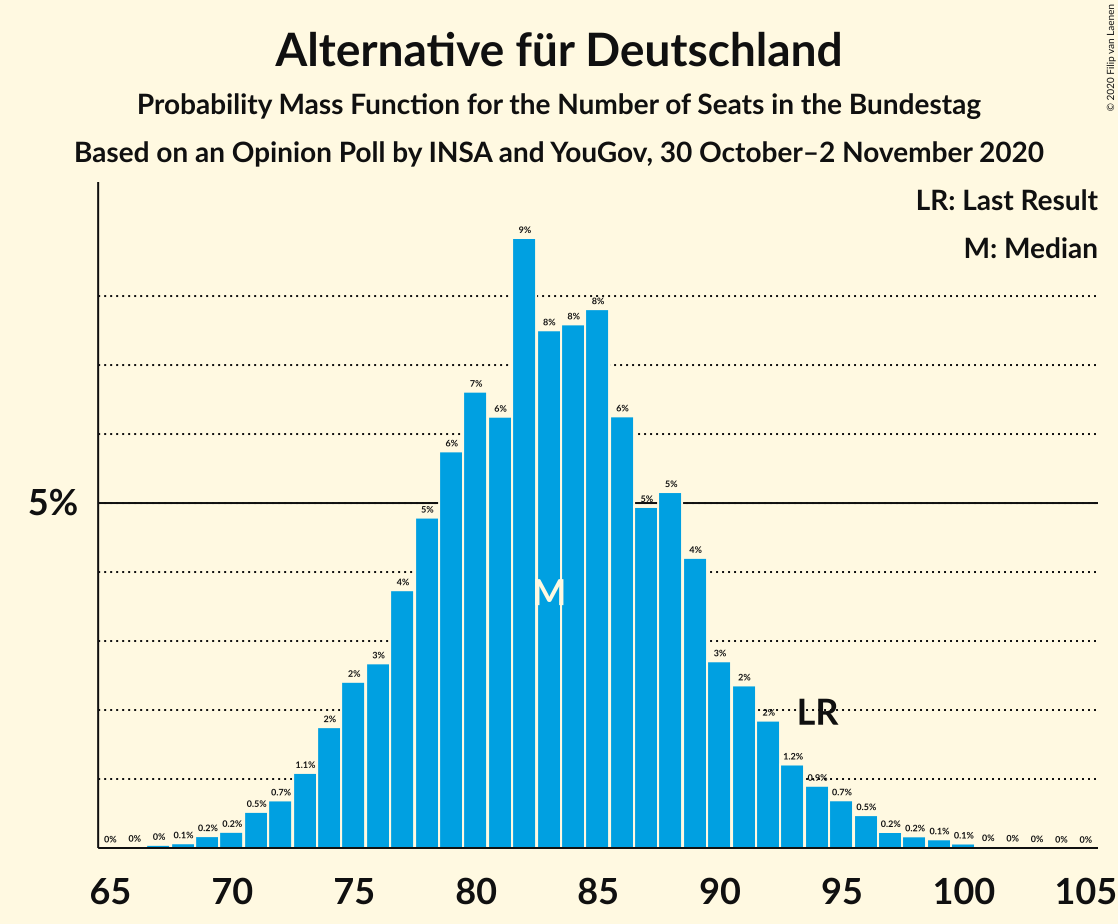 Alternative für Deutschland
Probability Mass Function for the Number of Seats in the Bundestag
Based on an Opinion Poll by INSA and YouGov, 30 October–2 November 2020
© 2020 Filip van Laenen
LR: Last Result
M: Median
5%
0% 0% 0% 0.1% 0.2% 0.2% 0.5% 0.7% 1.1% 2% 2% 3% 4% 5% 6% 7% 6% 9% 8% 8% 8% 6% 5% 5% 4% 3% 2% 2% 1.2% 0.9% 0.7% 0.5% 0.2% 0.2% 0.1% 0.1% 0% 0% 0% 0% 0%
M
LR
65 70 75 80 85 90 95 100 105